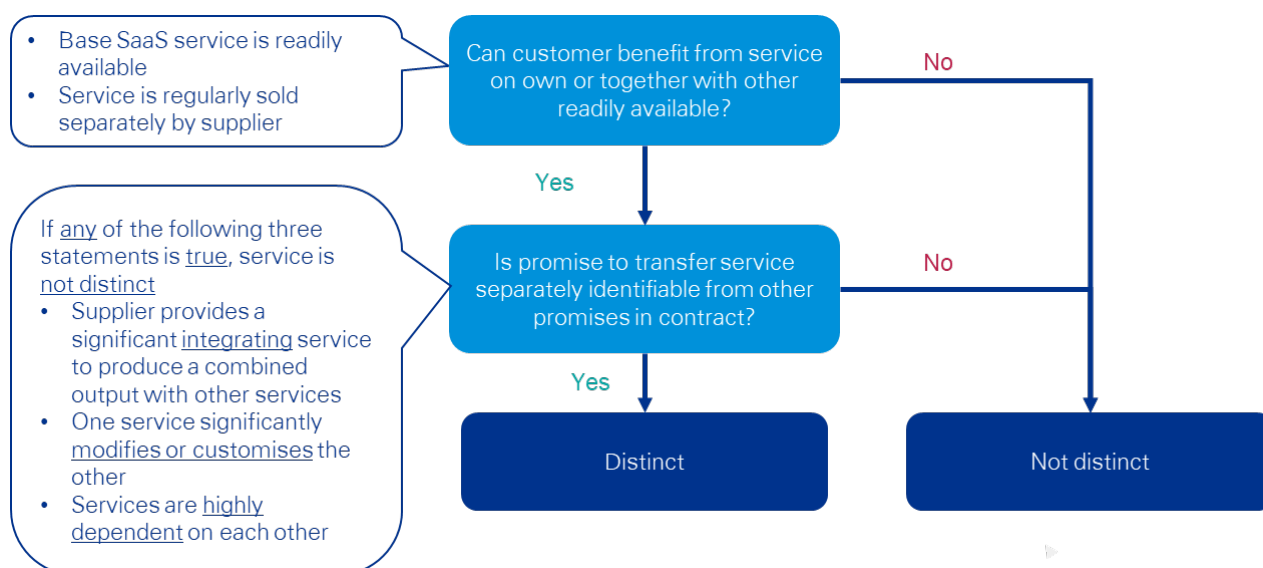 • Base SaaS service is readily
available
• Service is regularly sold
separately by supplier
Can customer benefit from service
on own or together with other
readily available?
No
Yes
If any of the following three
statements is true, service is
not distinct
• Supplier provides a
significant integrating service
to produce a combined
output with other services
• One service significantly
modifies or customises the
other
• Services are highly
dependent on each other
Is promise to transfer service
separately identifiable from other
promises in contract?
No
Yes
Distinct
Not distinct